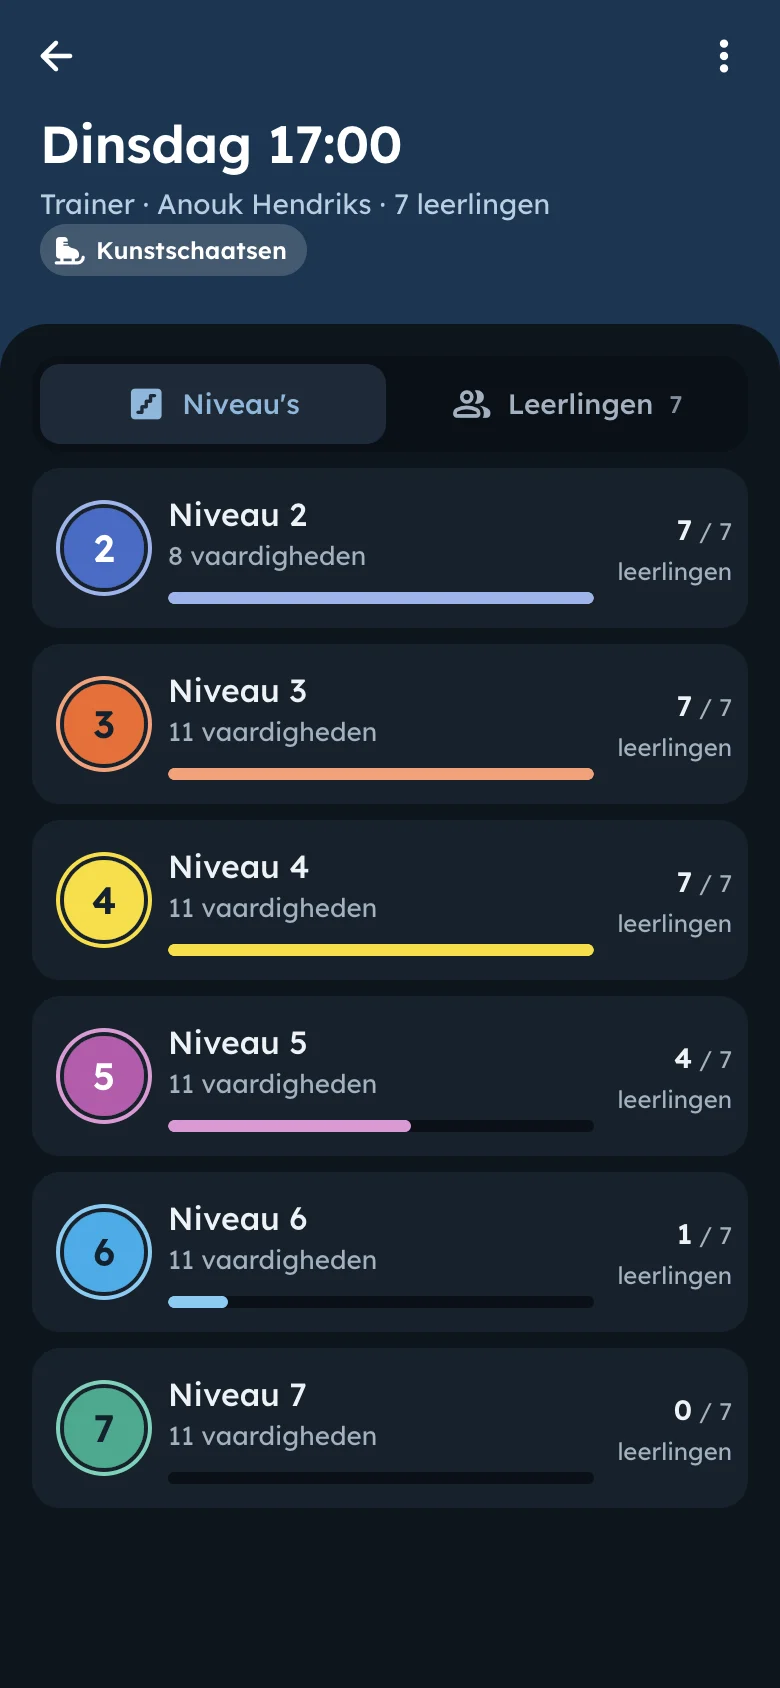 Dinsdag 17:00
Trainer · Anouk Hendriks · 7 leerlingen
Kunstschaatsen
Niveau's
Leerlingen 7
2
Niveau 2
8 vaardigheden
7 / 7
leerlingen
3
Niveau 3
11 vaardigheden
7 / 7
leerlingen
4
Niveau 4
11 vaardigheden
7 / 7
leerlingen
5
Niveau 5
11 vaardigheden
4 / 7
leerlingen
6
Niveau 6
11 vaardigheden
1 / 7
leerlingen
7
Niveau 7
11 vaardigheden
0 / 7
leerlingen